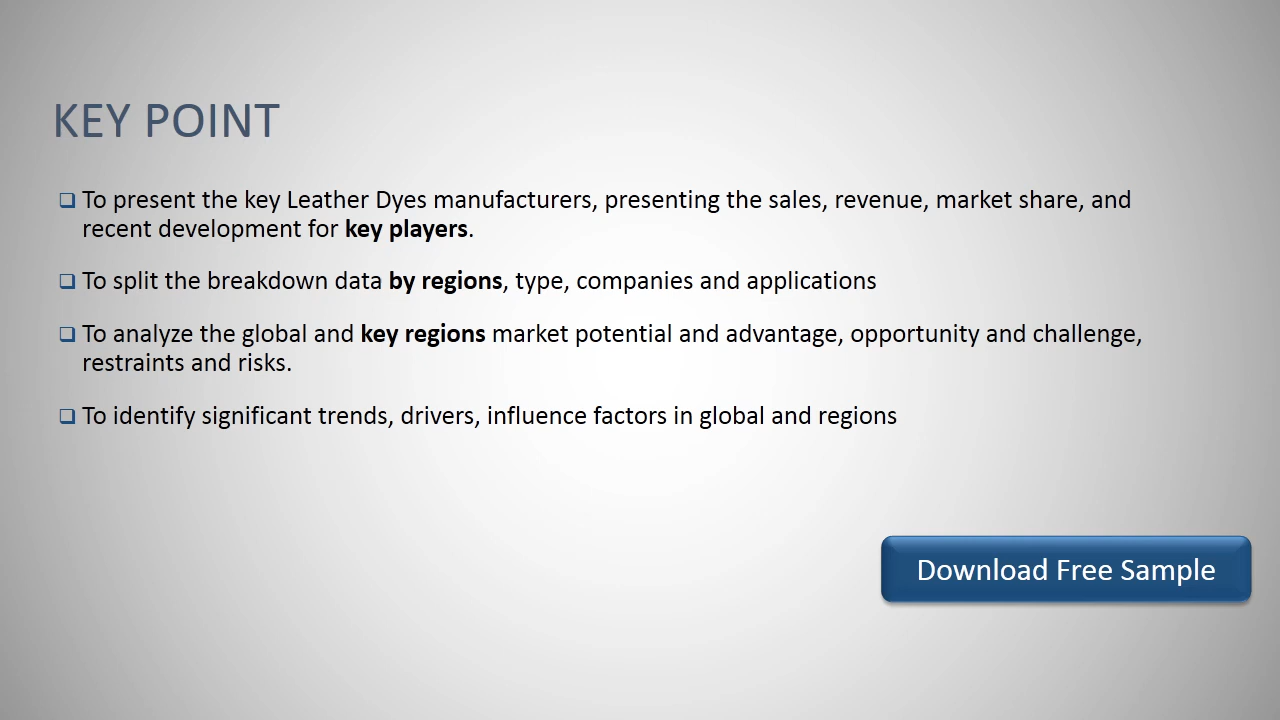 KEY POINT
To present the key Leather Dyes manufacturers, presenting the sales, revenue, market share, and
recent development for key players.
To split the breakdown data by regions, type, companies and applications
To analyze the global and key regions market potential and advantage, opportunity and challenge,
restraints and risks.
To identify significant trends, drivers, influence factors in global and regions
Download Free Sample